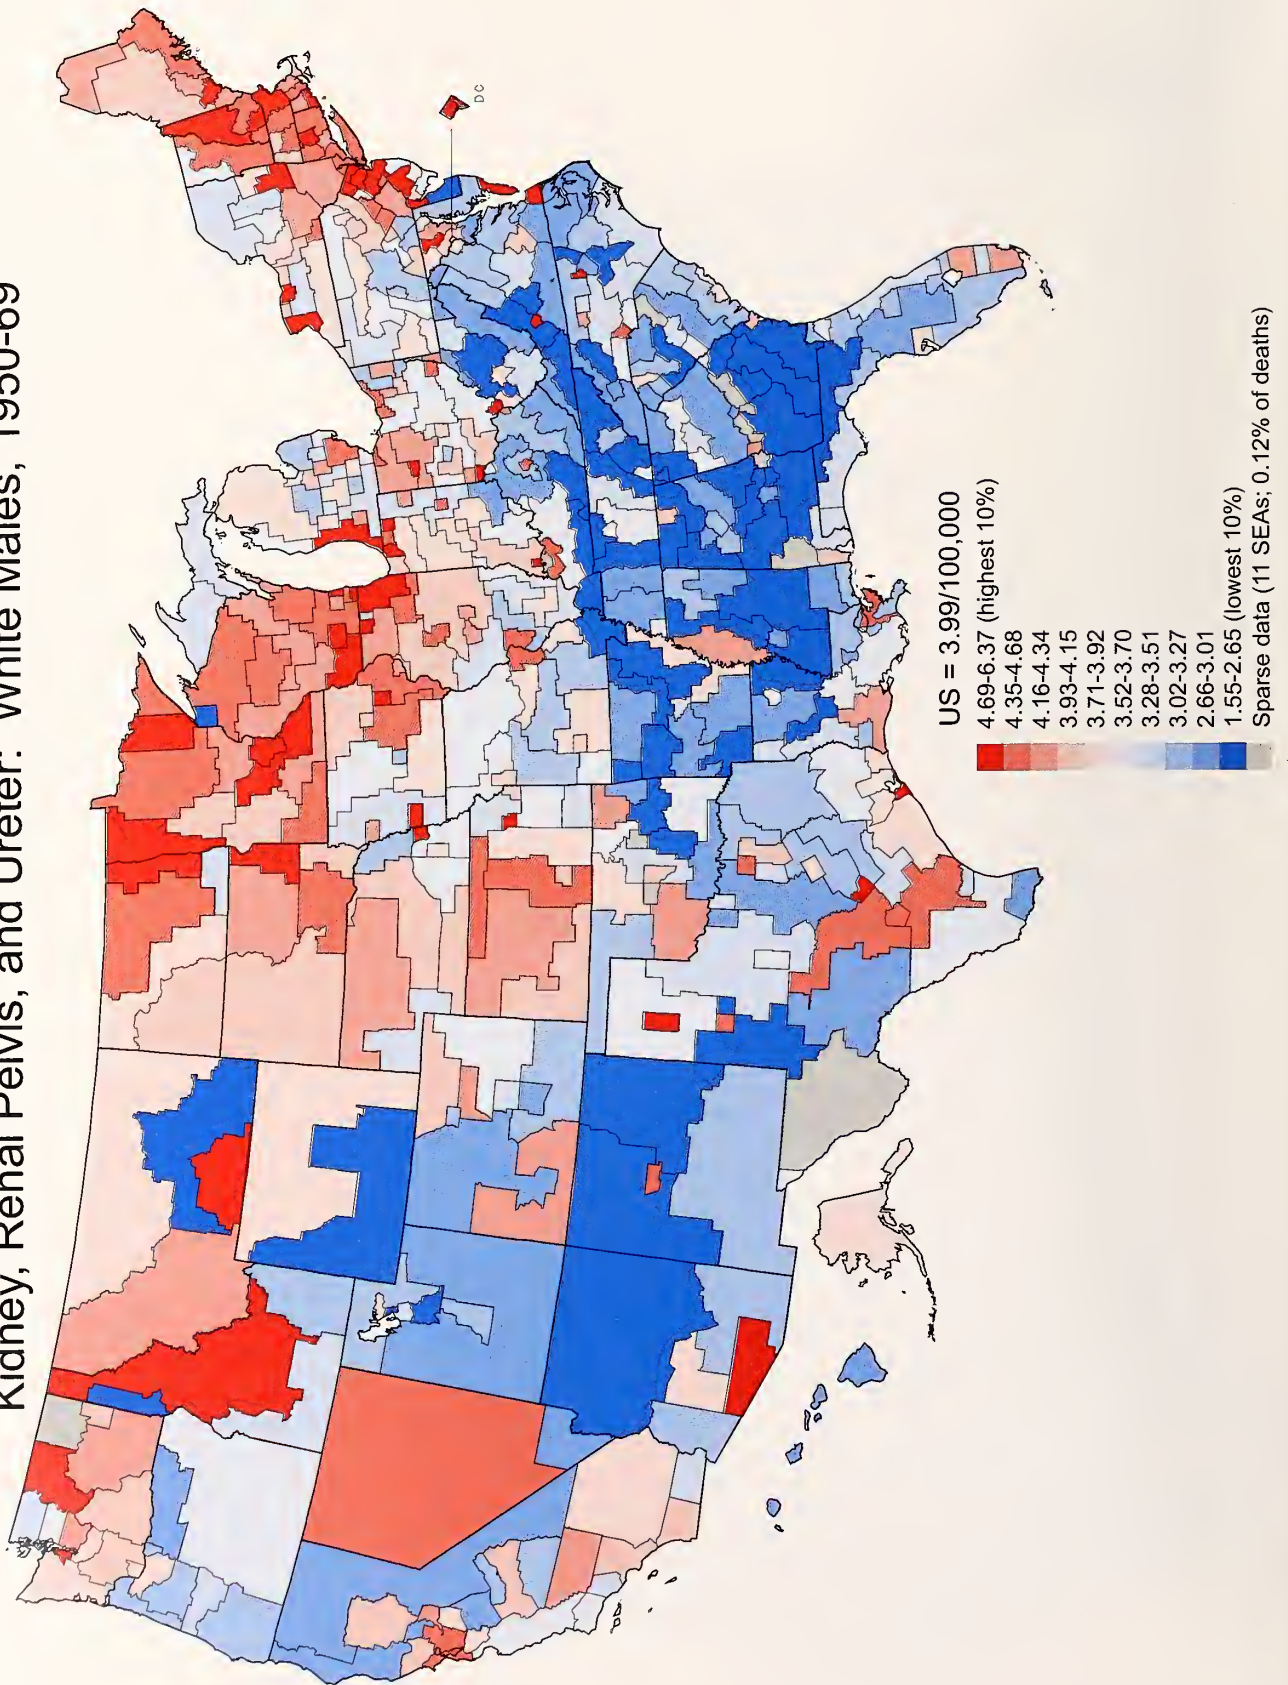 Kidney, Renal Pelvis, and Ureter: White Males, 1950-69
DC
US = 3.99/100,000
4.69-6.37 (highest 10%)
4.35-4.68
4.16-4.34
3.93-4.15
3.71-3.92
3.52-3.70
3.28-3.51
3.02-3.27
2.66-3.01
1.55-2.65 (lowest 10%)
Sparse data (11 SEAs; 0.12% of deaths)